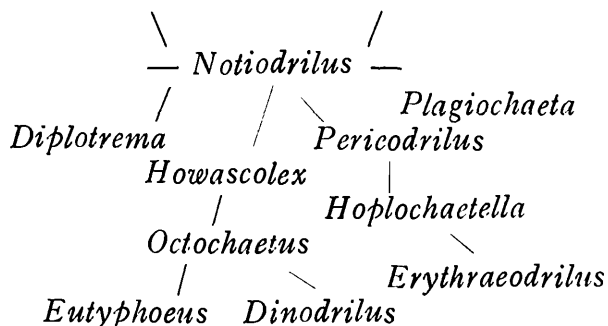 Notiodrilus
Plagiochaeta
Diplotrema Pericodrilus
Howascolex
Hoplochaetella
Octochaetus
Erythraeodrilus
Eutyphoeus Dinodrilus